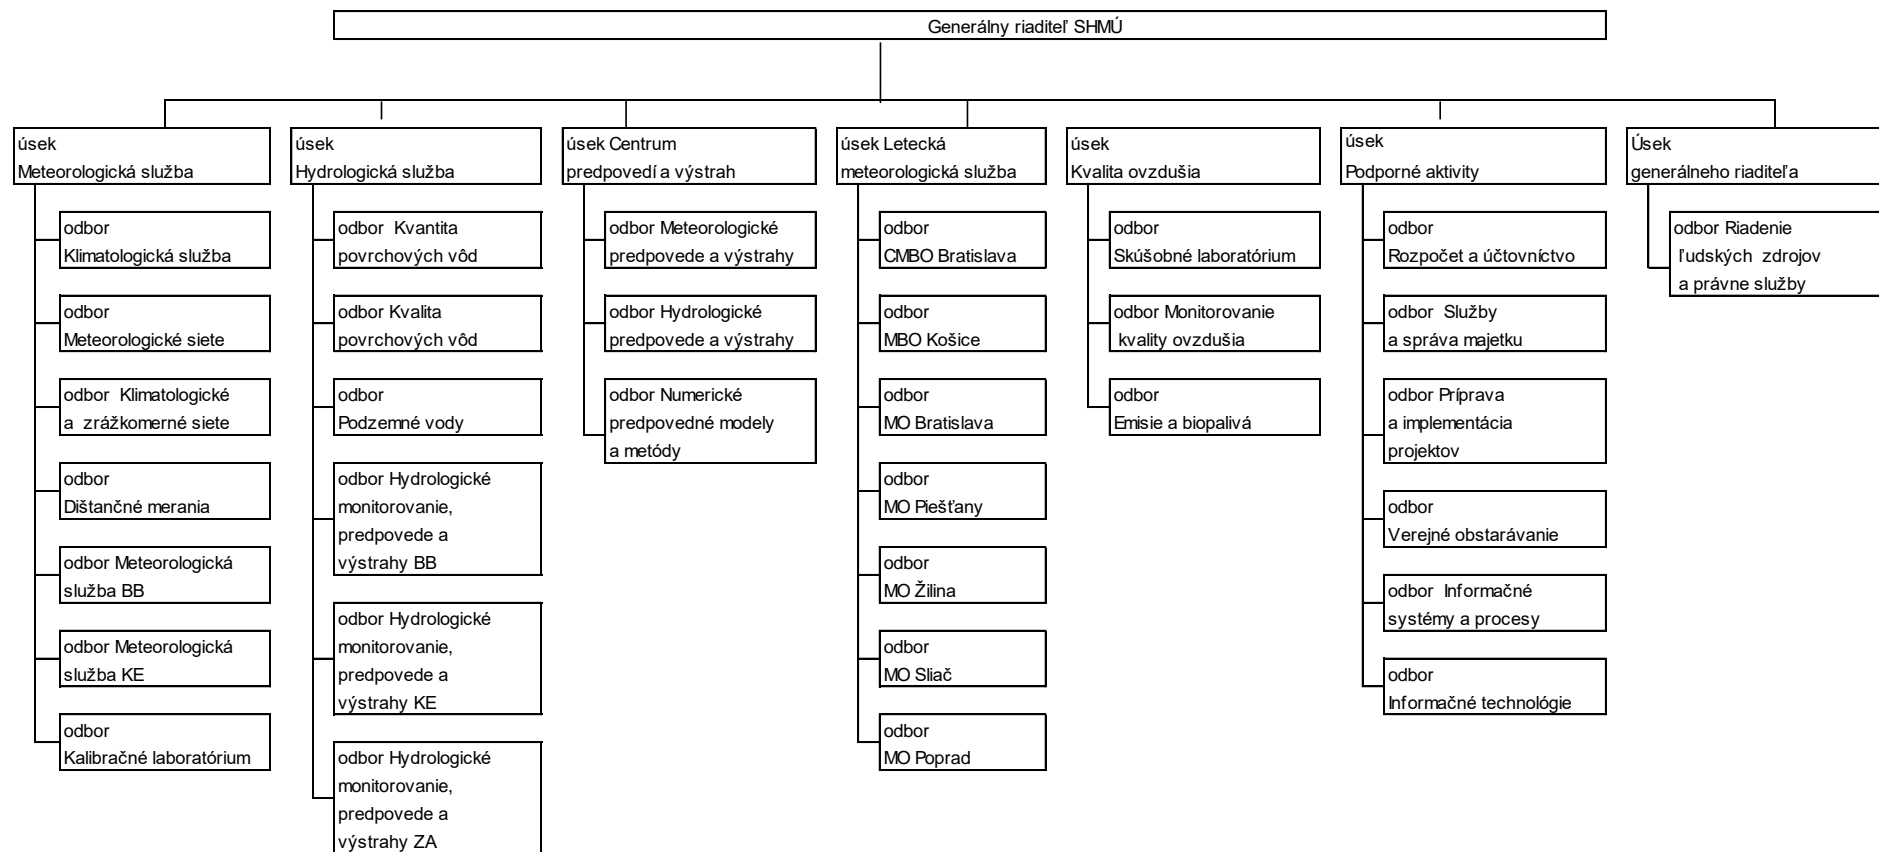 Generálny riaditeľ SHMÚ
úsek
Meteorologická služba
odbor
Klimatologická služba
odbor
Meteorologické siete
odbor Klimatologické
a zrážkomerné siete
odbor
Dištančné merania
odbor Meteorologická
služba BB
odbor Meteorologická
služba KE
odbor
Kalibračné laboratórium
úsek
Hydrologická služba
odbor Kvantita
povrchových vôd
odbor Kvalita
povrchových vôd
odbor
Podzemné vody
odbor Hydrologické
monitorovanie,
predpovede a
výstrahy BB
odbor Hydrologické
monitorovanie,
predpovede a
výstrahy KE
odbor Hydrologické
monitorovanie,
predpovede a
výstrahy ZA
úsek Centrum
predpovedí a výstrah
odbor Meteorologické
predpovede a výstrahy
odbor Hydrologické
predpovede a výstrahy
odbor Numerické
predpovedné modely
a metódy
úsek Letecká
meteorologická služba
odbor
CMBO Bratislava
odbor
MBO Košice
odbor
MO Bratislava
odbor
MO Piešťany
odbor
MO Žilina
odbor
MO Sliač
odbor
MO Poprad
úsek
Kvalita ovzdušia
odbor
Skúšobné laboratórium
odbor Monitorovanie
kvality ovzdušia
odbor
Emisie a biopalivá
úsek
Podporné aktivity
odbor
Rozpočet a účtovníctvo
odbor Služby
a správa majetku
odbor Príprava
a implementácia
projektov
odbor
Verejné obstarávanie
odbor Informačné
systémy a procesy
odbor
Informačné technológie
Úsek
generálneho riaditeľa
odbor Riadenie
ľudských zdrojov
a právne služby